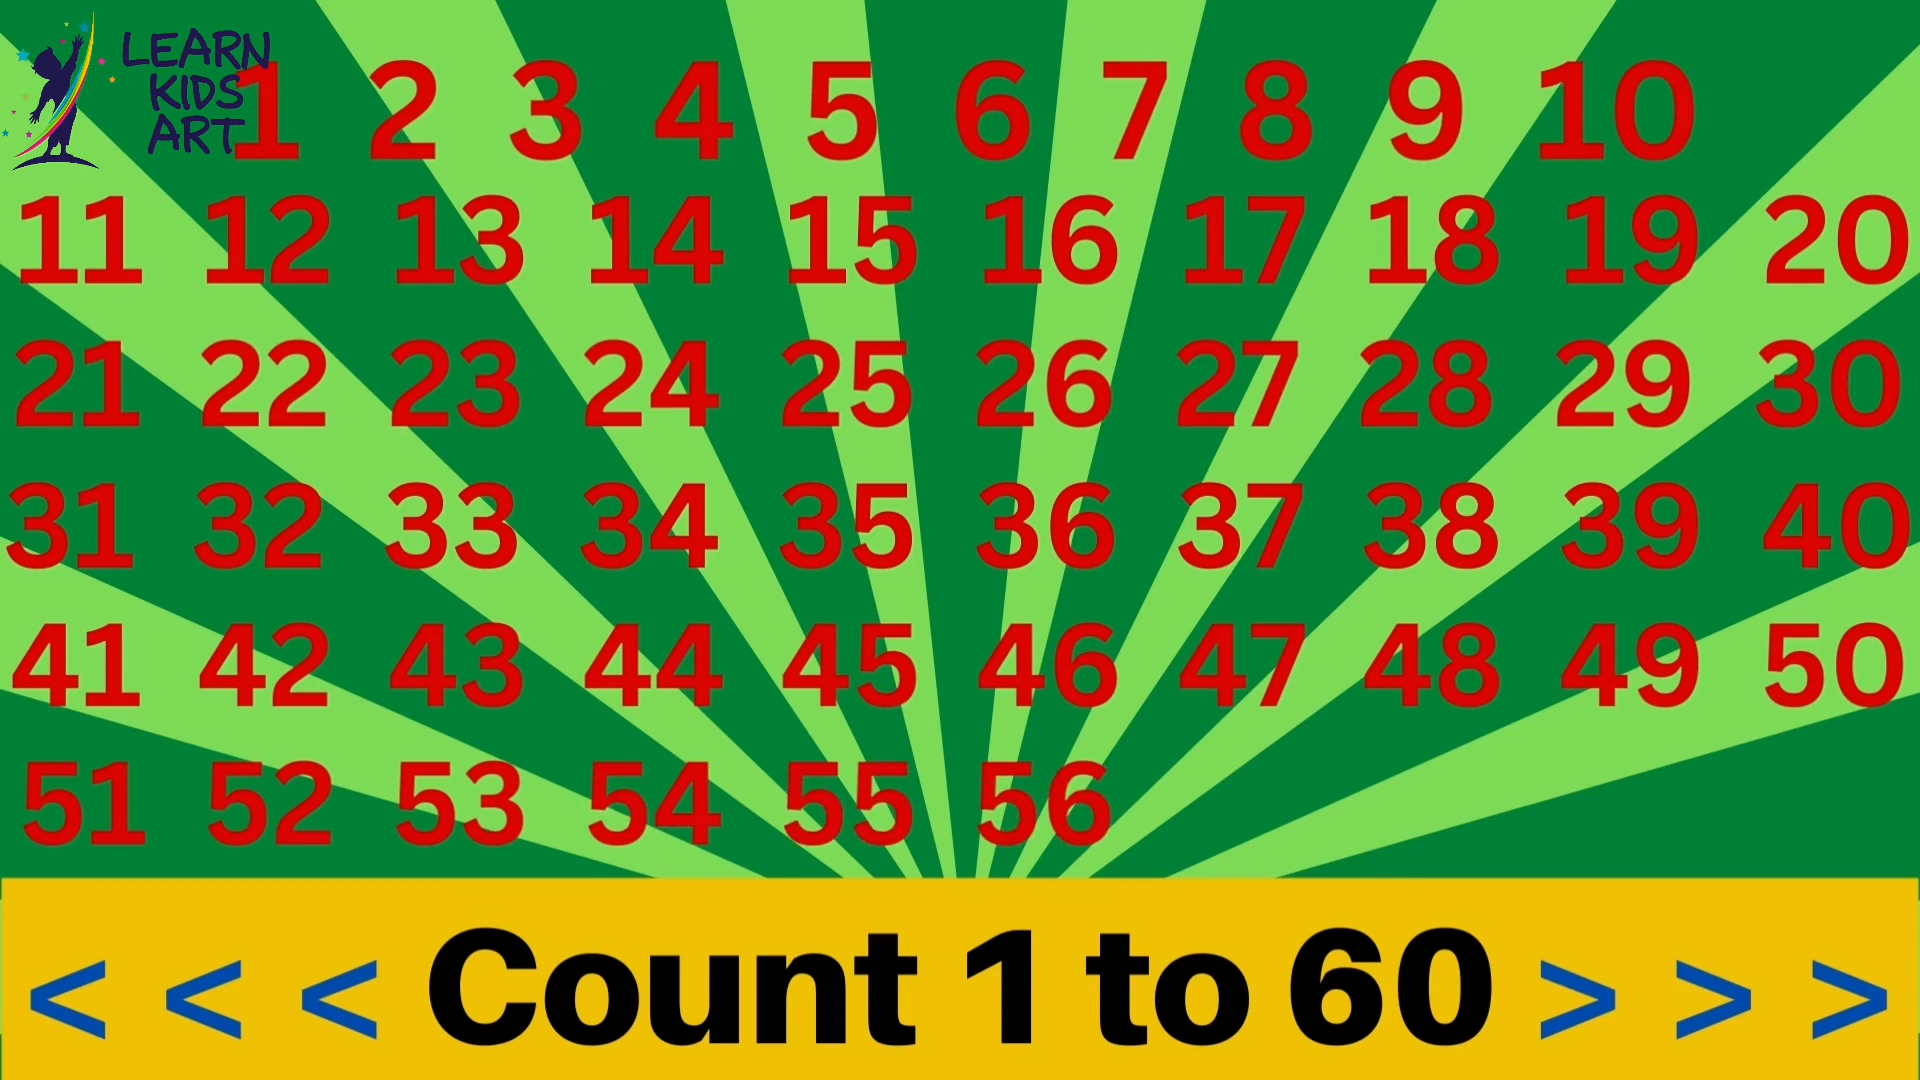 LEARN
KIDS
ART
1 2 3 4 5 6 7 8 9 10
11 12 13 14 15 16 17 18 19 20
21 22 23 24 25 26 27 28 29 30
31 32 33 34 35 36 37 38 39 40
41 42 43 44 45 46 47 48 49 50
51 52 53 54 55 56
< < < Count 1 to 60 > > >